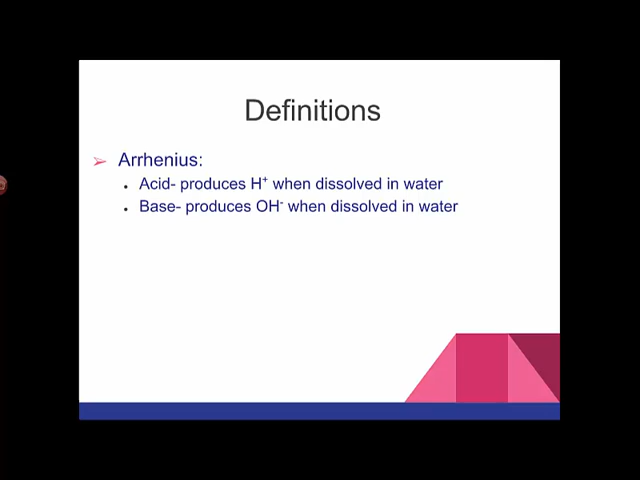 Definitions
Arrhenius:
Acid- produces H⁺ when dissolved in water
Base- produces OH⁻ when dissolved in water